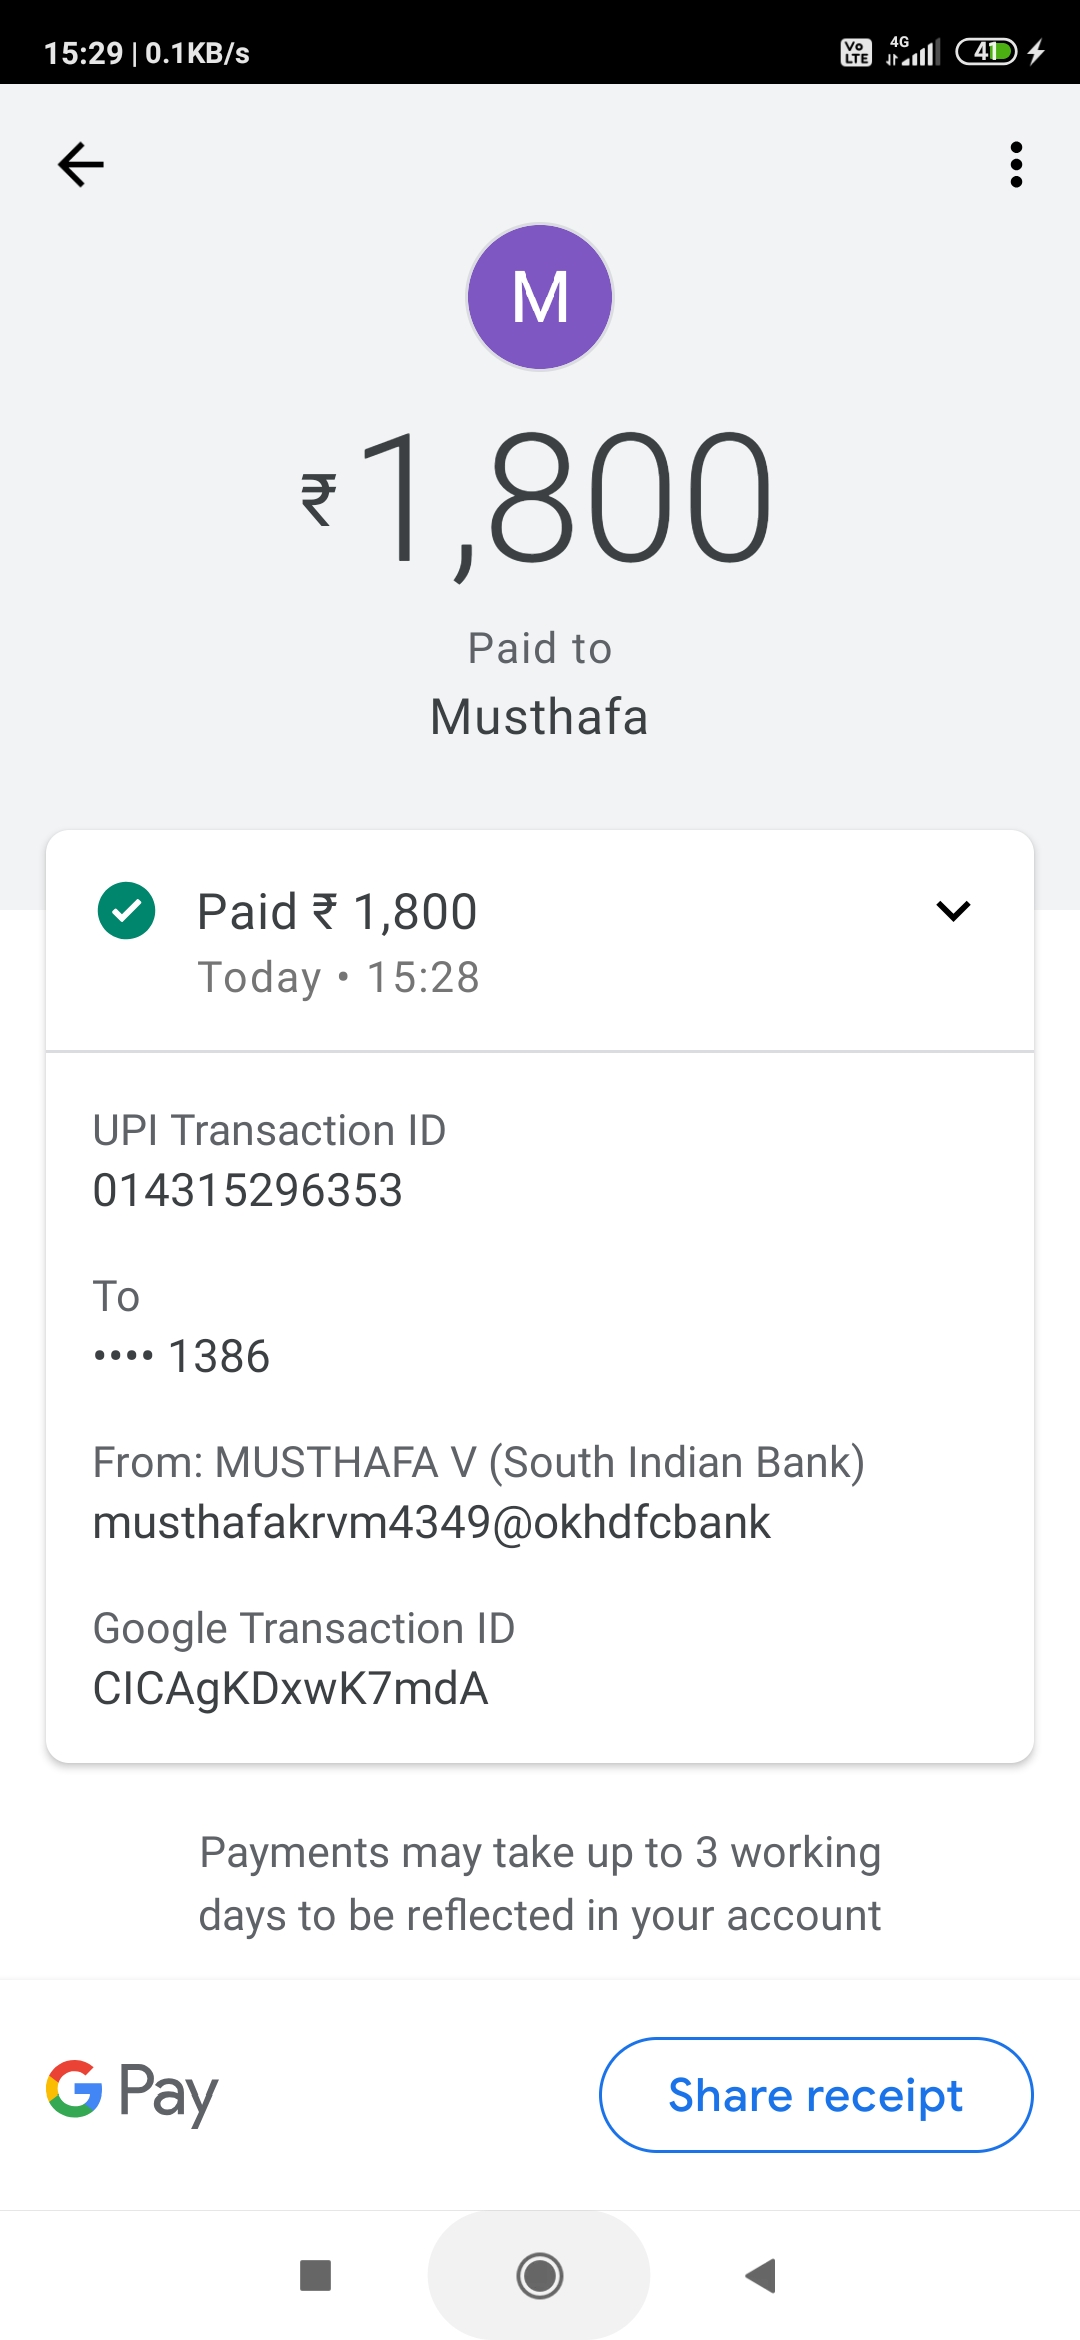 15:29 | 0.1KB/s
Vo LTE 4G 41
M
₹1,800
Paid to
Musthafa
Paid ₹ 1,800
Today • 15:28
UPI Transaction ID
014315296353
To
•••• 1386
From: MUSTHAFA V (South Indian Bank)
musthafakrvm4349@okhdfcbank
Google Transaction ID
CICAgKDxwK7mdA
Payments may take up to 3 working
days to be reflected in your account
G Pay
Share receipt